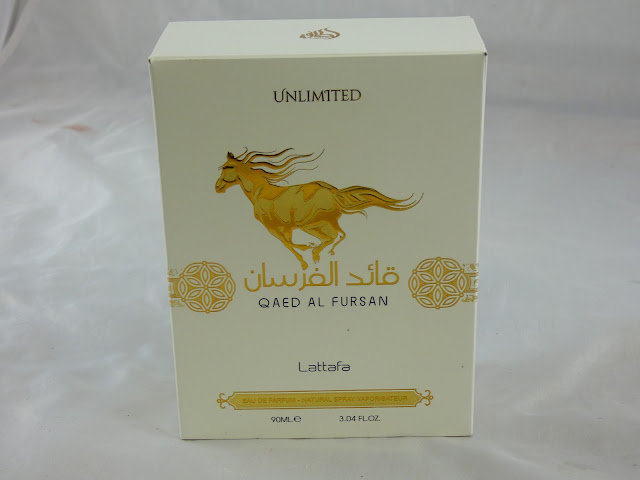 UNLIMITED
قائد الفرسان
QAED AL FURSAN
Lattafa
EAU DE PARFUM - NATURAL SPRAY VAPORISATEUR
90ML.e 3.04 FL.OZ.